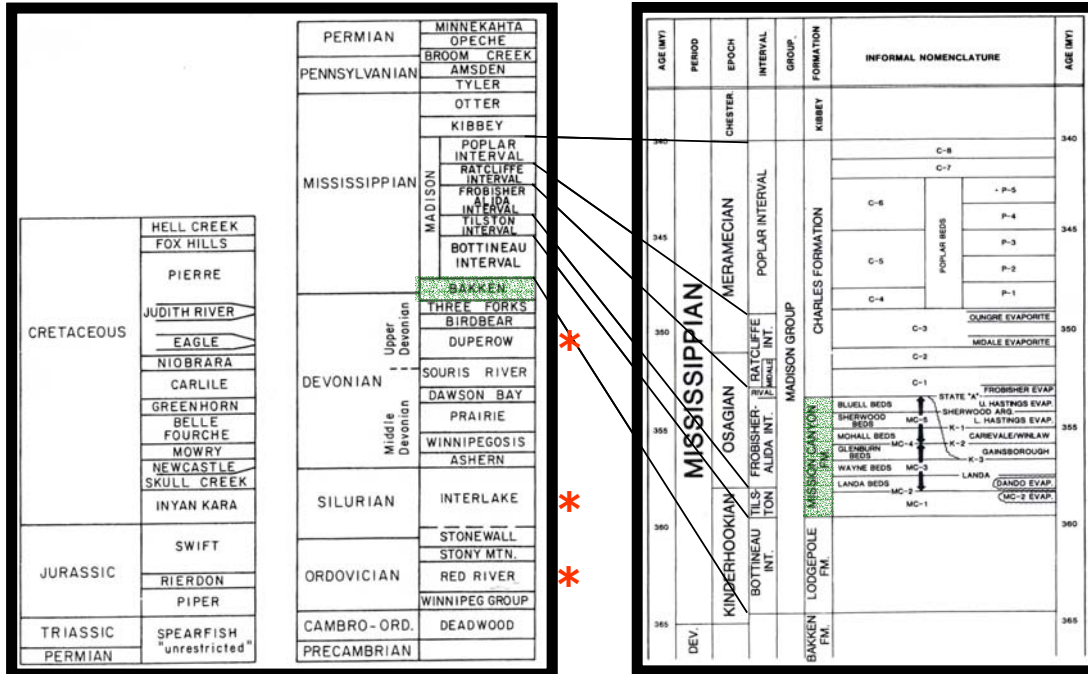 CRETACEOUS
HELL CREEK
FOX HILLS
PIERRE
JUDITH RIVER
EAGLE
NIOBRARA
CARLILE
GREENHORN
BELLE
FOURCHE
MOWRY
NEWCASTLE
SKULL CREEK
INYAN KARA
JURASSIC
SWIFT
RIERDON
PIPER
TRIASSIC
PERMIAN
SPEARFISH
"unrestricted"
PERMIAN
MINNEKAHTA
OPECHE
BROOM CREEK
PENNSYLVANIAN
AMSDEN
TYLER
MISSISSIPPIAN
OTTER
KIBBEY
MADISON
POPLAR
INTERVAL
RATCLIFFE
INTERVAL
FROBISHER
ALIDA
INTERVAL
TILSTON
INTERVAL
BOTTINEAU
INTERVAL
BAKKEN
DEVONIAN
Upper
Devonian
THREE FORKS
BIRDBEAR
DUPEROW
*
SOURIS RIVER
Middle
Devonian
DAWSON BAY
PRAIRIE
WINNIPEGOSIS
ASHERN
SILURIAN
INTERLAKE
*
ORDOVICIAN
STONEWALL
STONY MTN.
RED RIVER
*
WINNIPEG GROUP
CAMBRO-ORD.
DEADWOOD
PRECAMBRIAN
AGE (MY)
PERIOD
EPOCH
INTERVAL
GROUP.
FORMATION
INFORMAL NOMENCLATURE
AGE (MY)
340
345
350
355
360
365
MISSISSIPPIAN
DEV.
CHESTER.
MERAMECIAN
OSAGIAN
KINDERHOOKIAN
POPLAR INTERVAL
RATCLIFFE
INT.
MIDALE
RIVAL
FROBISHER-
ALIDA INT.
TILS-
TON
BOTTINEAU
INT.
MADISON GROUP
KIBBEY
CHARLES FORMATION
MISSION CANYON
FM.
LODGEPOLE
FM.
BAKKEN
FM.
C-8
C-7
C-6
C-5
C-4
POPLAR BEDS
P-5
P-4
P-3
P-2
P-1
OUNGRE EVAPORITE
C-3
MIDALE EVAPORITE
C-2
C-1
FROBISHER EVAP
STATE "A"
BLUELL BEDS
U. HASTINGS EVAP.
SHERWOOD ARG.
SHERWOOD
BEDS
MC-5
L. HASTINGS EVAP.
K-1
MOHALL BEDS
MC-4
K-2
CARIEVALE/WINLAW
GLENBURN
BEDS
GAINSBOROUGH
K-3
WAYNE BEDS
MC-3
LANDA
LANDA BEDS
DANDO EVAP.
MC-2
MC-2 EVAP.
MC-1
340
345
350
355
360
365